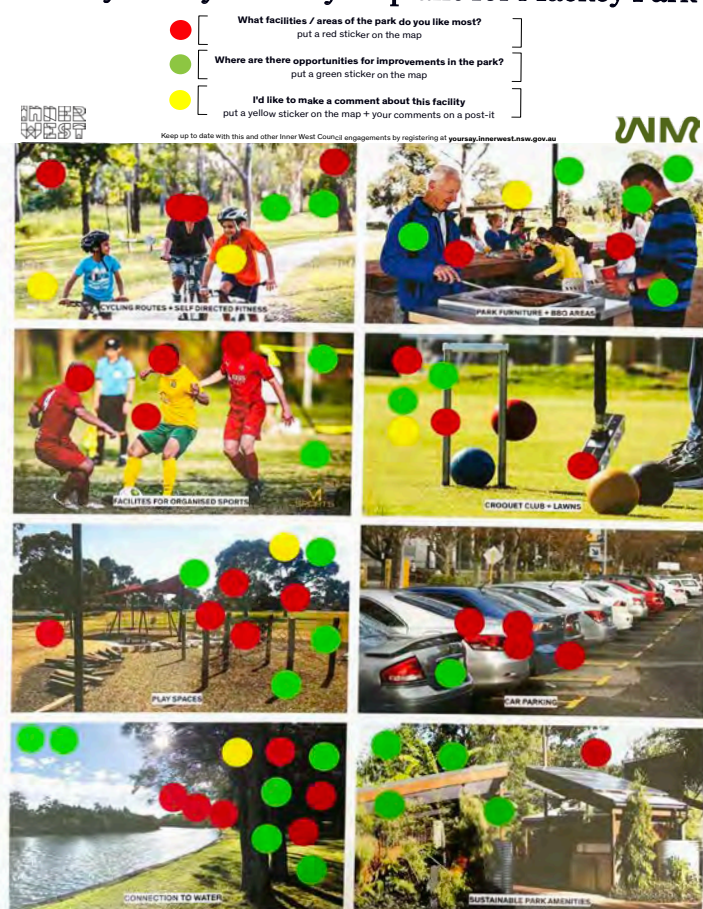 What facilities / areas of the park do you like most?
put a red sticker on the map
Where are there opportunities for improvements in the park?
put a green sticker on the map
I'd like to make a comment about this facility
put a yellow sticker on the map + your comments on a post-it
INNER
WEST
Keep up to date with this and other Inner West Council engagements by registering at yoursay.innerwest.nsw.gov.au
CYCLING ROUTES + SELF DIRECTED FITNESS
PARK FURNITURE + BBQ AREAS
FACILITES FOR ORGANISED SPORTS
SPORTS
CROQUET CLUB + LAWNS
PLAY SPACES
CAR PARKING
CONNECTION TO WATER
SUSTAINABLE PARK AMENITIES